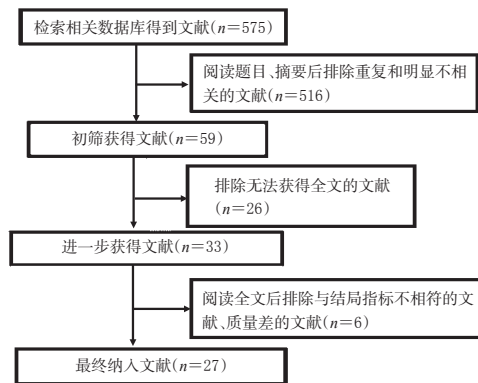 检索相关数据库得到文献(n=575)
阅读题目、摘要后排除重复和明显不相
关的文献(n=516)
初筛获得文献(n=59)
排除无法获得全文的文献
(n=26)
进一步获得文献(n=33)
阅读全文后排除与结局指标不相符的文
献、质量差的文献(n=6)
最终纳入文献(n=27)